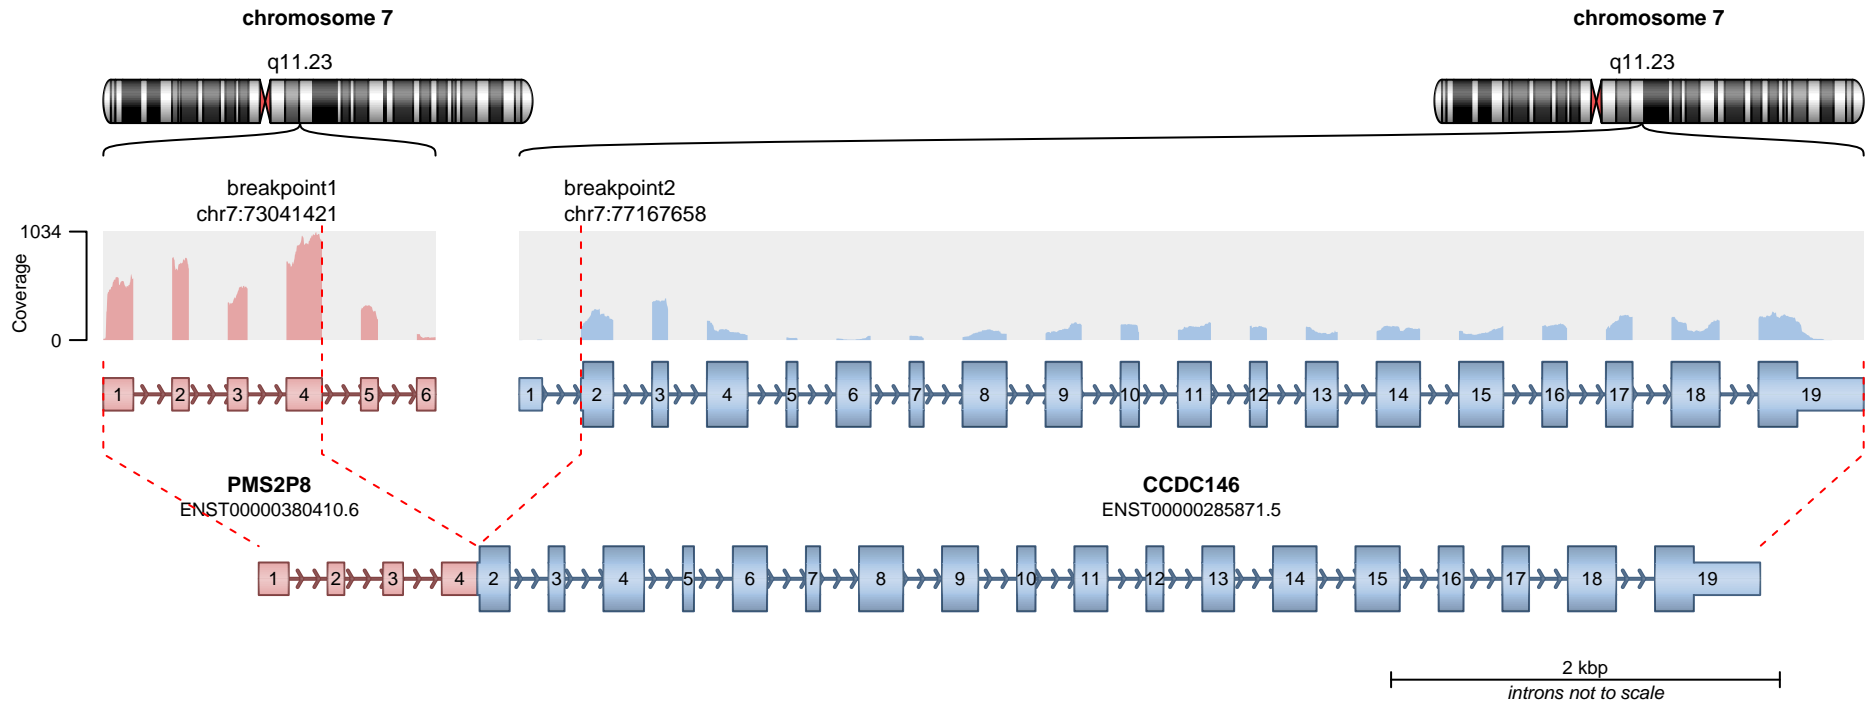 chromosome 7
chromosome 7
q11.23
q11.23
breakpoint1
chr7:73041421
breakpoint2
chr7:77167658
1034
Coverage
0
1 2 3 4 5 6
1 2 3 4 5 6 7 8 9 10 11 12 13 14 15 16 17 18 19
PMS2P8
ENST00000380410.6
CCDC146
ENST00000285871.5
1 2 3 4 2 3 4 5 6 7 8 9 10 11 12 13 14 15 16 17 18 19
2 kbp
introns not to scale